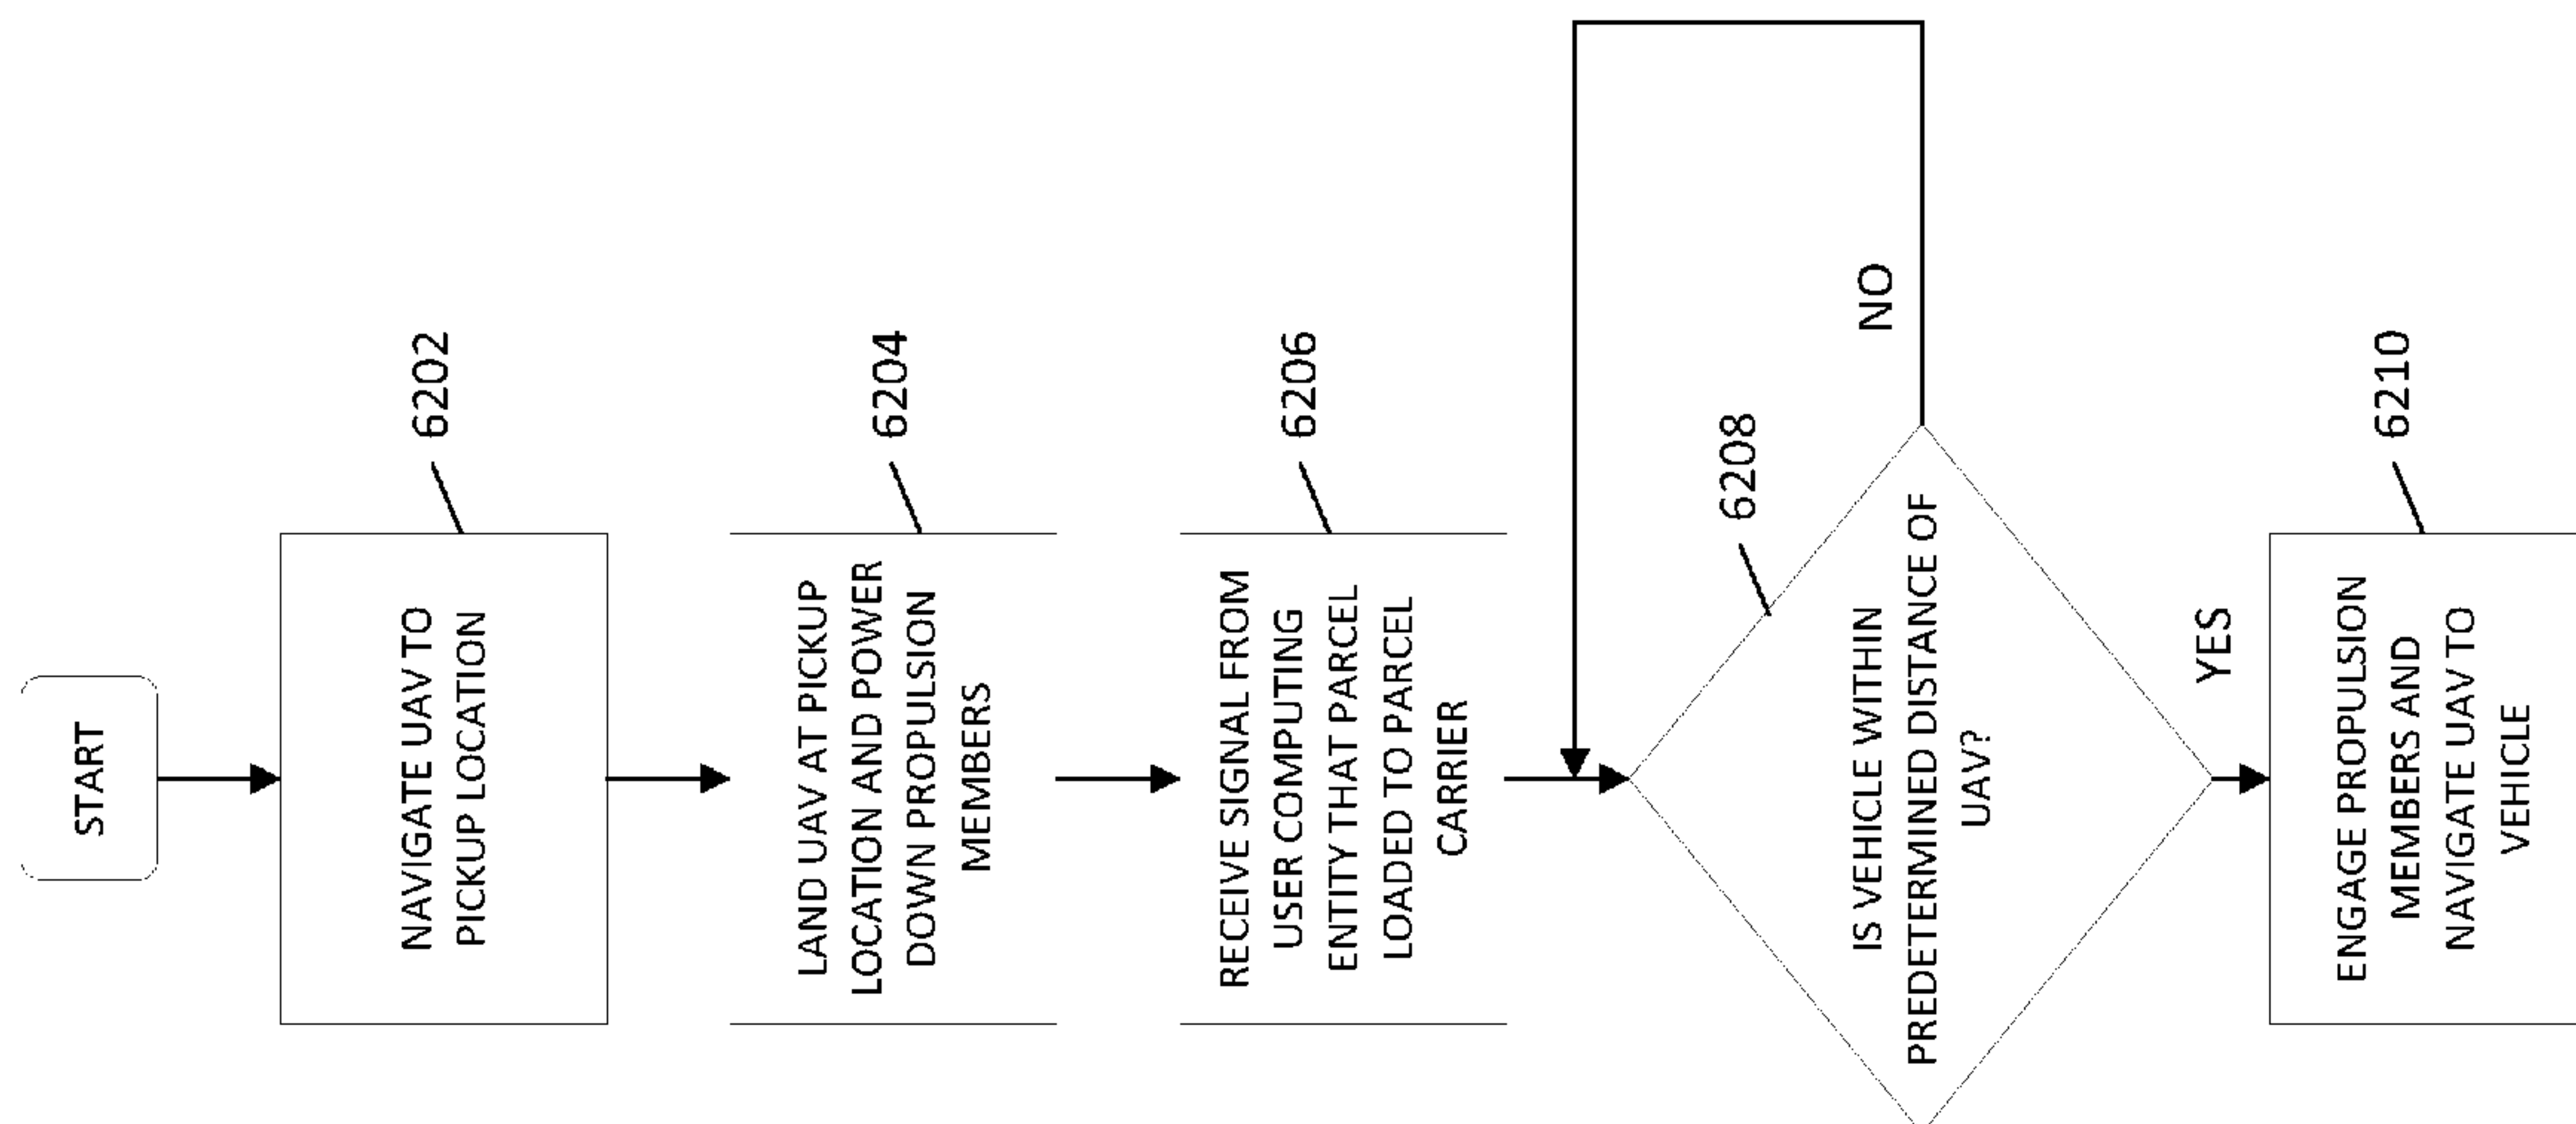 START
NAVIGATE UAV TO
PICKUP LOCATION
6202
LAND UAV AT PICKUP
LOCATION AND POWER
DOWN PROPULSION
MEMBERS
6204
RECEIVE SIGNAL FROM
USER COMPUTING
ENTITY THAT PARCEL
LOADED TO PARCEL
CARRIER
6206
IS VEHICLE WITHIN
PREDETERMINED DISTANCE OF
UAV?
6208
NO
YES
ENGAGE PROPULSION
MEMBERS AND
NAVIGATE UAV TO
VEHICLE
6210